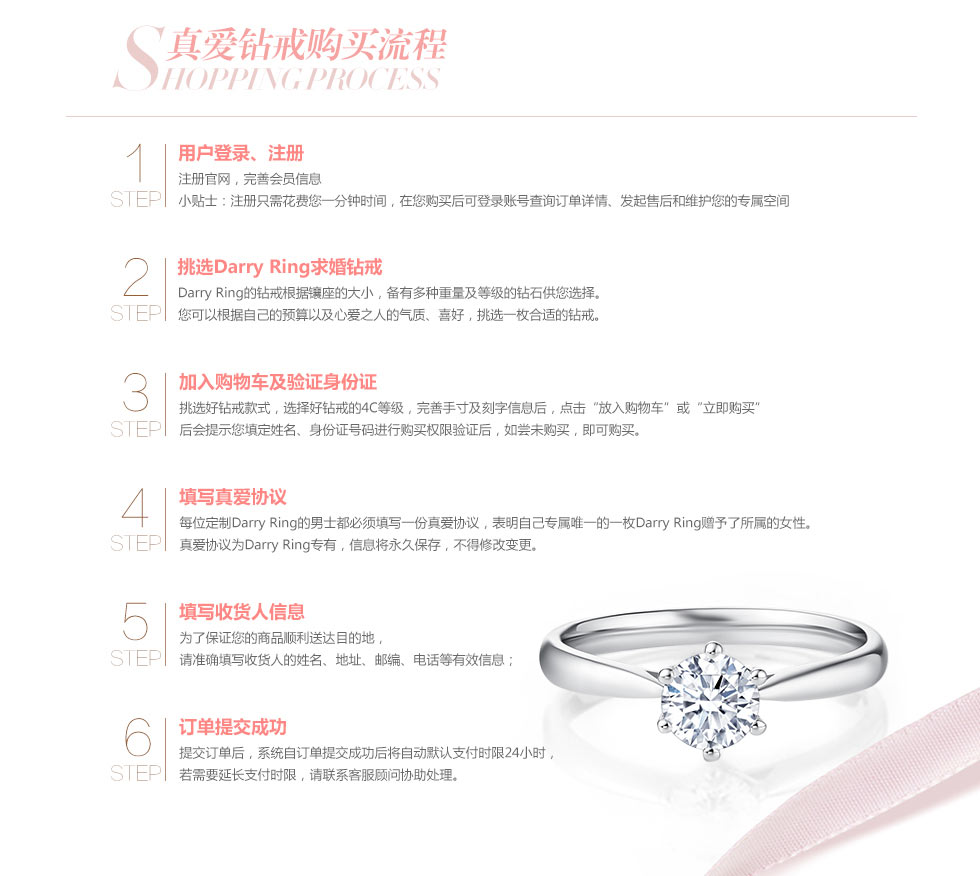 真爱钻戒购买流程
SHOPPING PROCESS
1
STEP
用户登录、注册
注册官网，完善会员信息
小贴士：注册只需花费您一分钟时间，在您购买后可登录账号查询订单详情、发起售后和维护您的专属空间
2
STEP
挑选Darry Ring求婚钻戒
Darry Ring的钻戒根据镶座的大小，备有多种重量及等级的钻石供您选择。
您可以根据自己的预算以及心爱之人的气质、喜好，挑选一枚合适的钻戒。
3
STEP
加入购物车及验证身份证
挑选好钻戒款式，选择好钻戒的4C等级，完善手寸及刻字信息后，点击“放入购物车”或“立即购买”
后会提示您填定姓名、身份证号码进行购买权限验证后，如尝未购买，即可购买。
4
STEP
填写真爱协议
每位定制Darry Ring的男士都必须填写一份真爱协议，表明自己专属唯一的一枚Darry Ring赠予了所属的女性。
真爱协议为Darry Ring专有，信息将永久保存，不得修改变更。
5
STEP
填写收货人信息
为了保证您的商品顺利送达目的地，
请准确填写收货人的姓名、地址、邮编、电话等有效信息；
6
STEP
订单提交成功
提交订单后，系统自订单提交成功后将自动默认支付时限24小时，
若需要延长支付时限，请联系客服顾问协助处理。